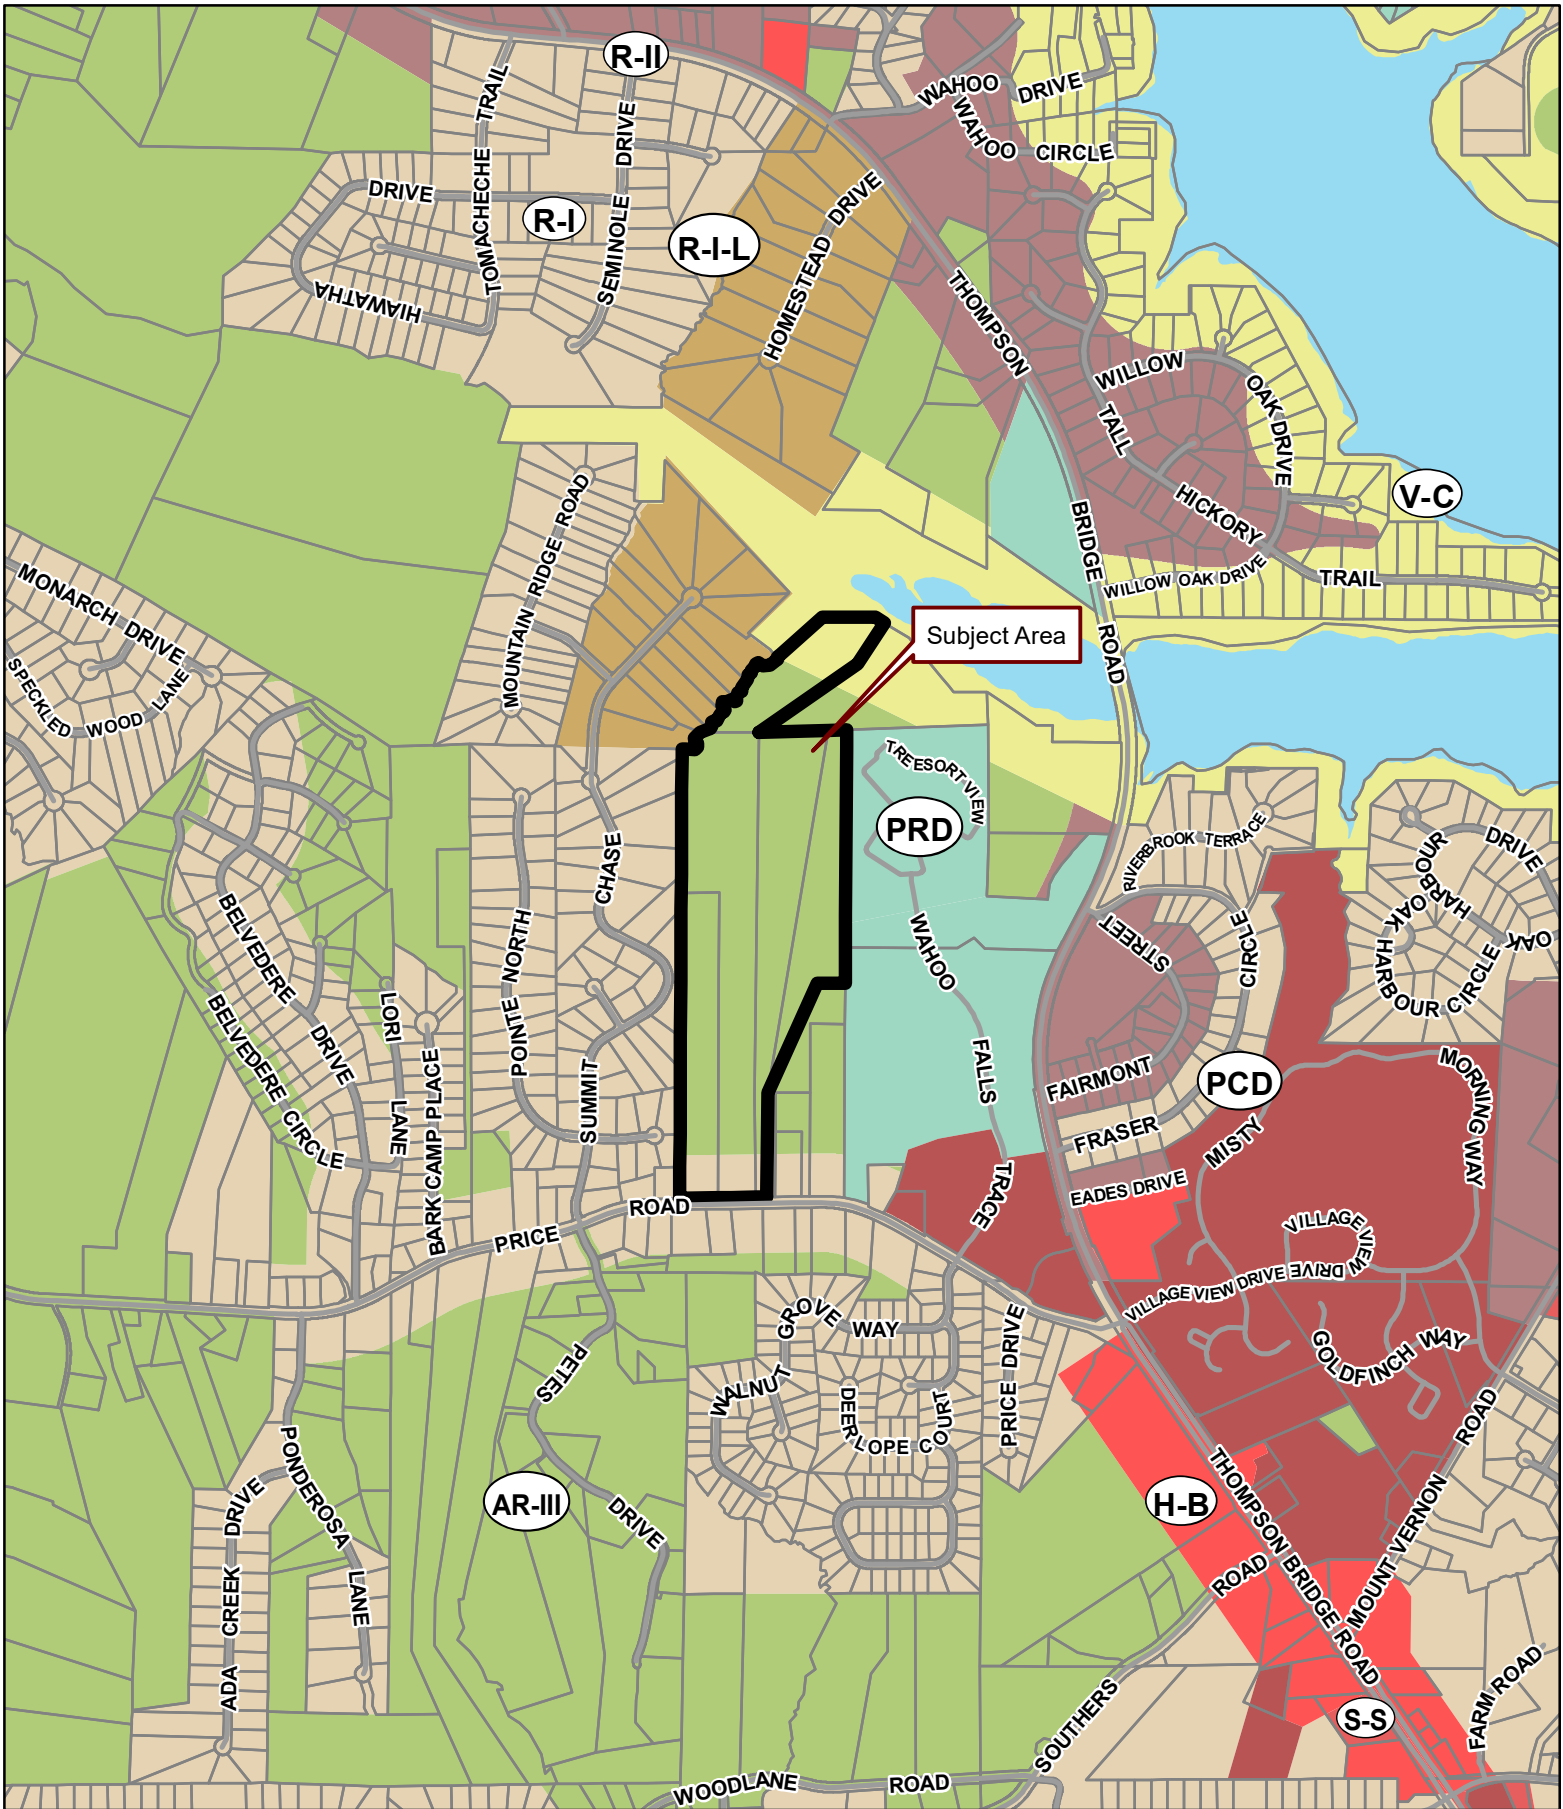 R-II
WAHOO DRIVE
WAHOO CIRCLE
TOMACHECHE TRAIL
SEMINOLE DRIVE
HIAWATHA DRIVE
R-I
R-I-L
HOMESTEAD DRIVE
THOMPSON BRIDGE ROAD
WILLOW OAK DRIVE
TALL HICKORY TRAIL
V-C
WILLOW OAK DRIVE
MOUNTAIN RIDGE ROAD
MONARCH DRIVE
SPECKLED WOOD LANE
Subject Area
TREESORT VIEW
PRD
RIVERBROOK TERRACE
HARBOUR OAK DRIVE
HARBOUR OAK
HARBOUR CIRCLE
OAK
SUMMIT CHASE
POINTE NORTH
BELVEDERE DRIVE
BELVEDERE CIRCLE
LORI LANE
BARK CAMP PLACE
WAHOO FALLS TRACE
STREET
CIRCLE
FAIRMONT
FRASER
PCD
MISTY MORNING WAY
EADES DRIVE
PRICE ROAD
VILLAGE VIEW DRIVE
VILLAGE VIEW DRIVE
GOLDFINCH WAY
WALNUT GROVE WAY
PRICE DRIVE
DEER LOPE COURT
PETES DRIVE
AR-III
PONDEROSA LANE
ADA CREEK DRIVE
H-B
THOMPSON BRIDGE ROAD
MOUNT VERNON ROAD
SOUTHERS ROAD
S-S
FARM ROAD
WOODLANE ROAD